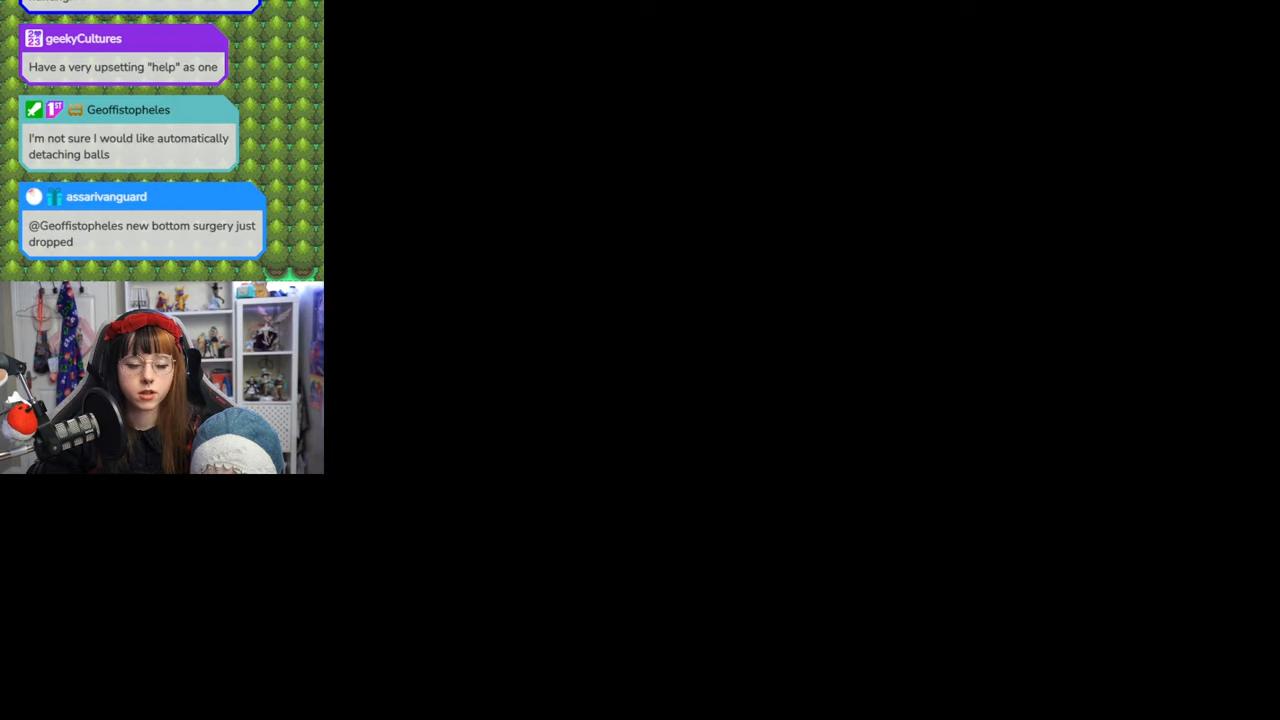 geekyCultures
Have a very upsetting "help" as one
1ST Geoffistopheles
I'm not sure I would like automatically
detaching balls
assarivanguard
@Geoffistopheles new bottom surgery just
dropped